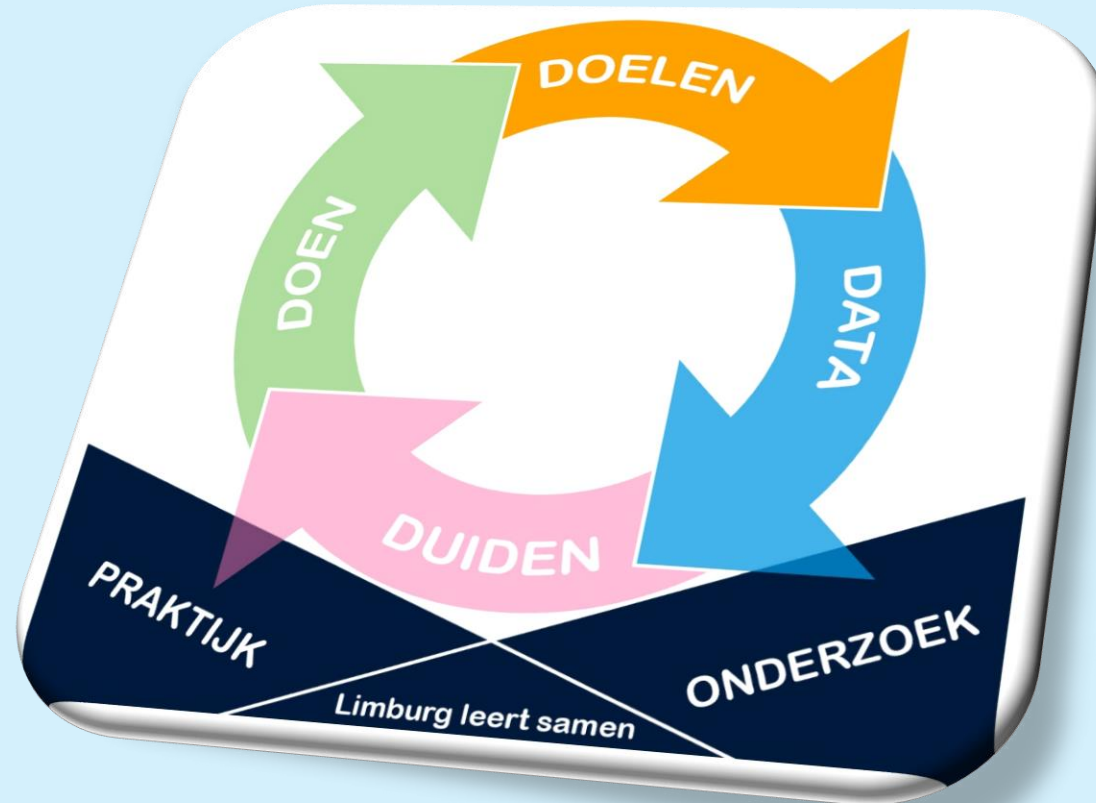 DOELEN
DATA
DUIDEN
DOEN
PRAKTIJK
ONDERZOEK
Limburg leert samen